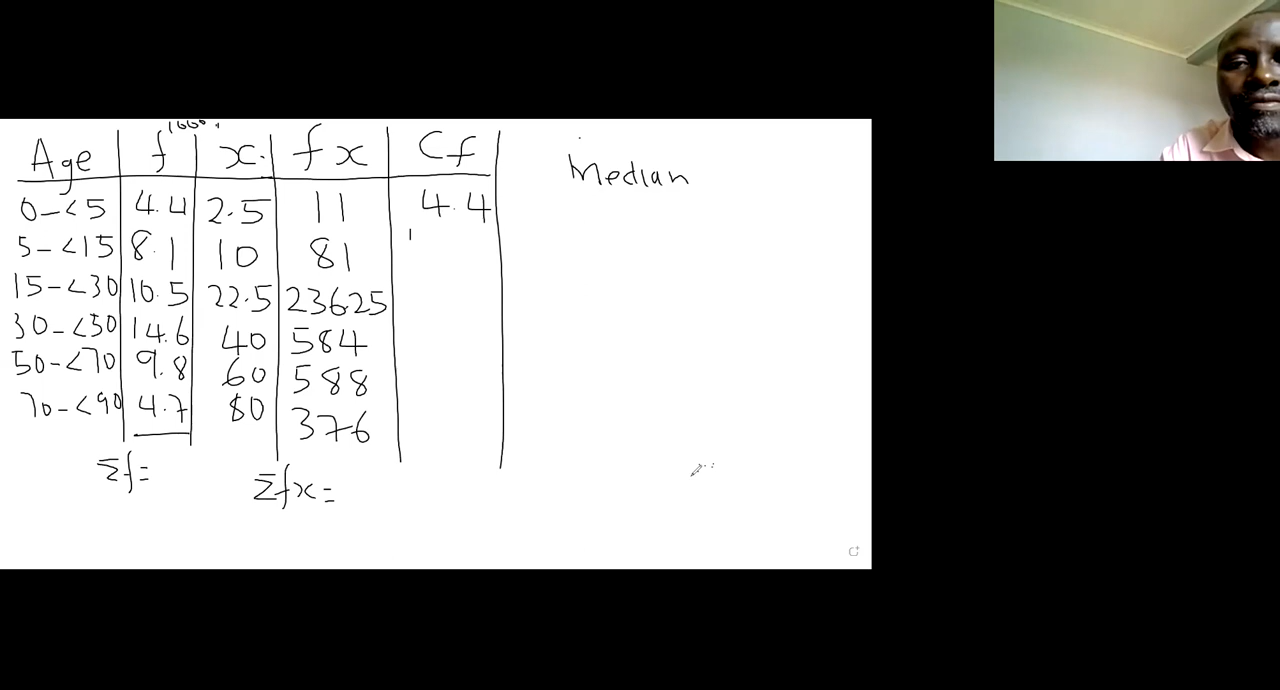 Age f 1000 x. fx Cf
Median
0-<5 4.4 2.5 11 4.4
5-<15 8.1 10 81 1
15-<30 10.5 22.5 236.25
30-<50 14.6 40 584
50-<70 9.8 60 588
70-<90 4.7 80 376
Σf=
Σfx=